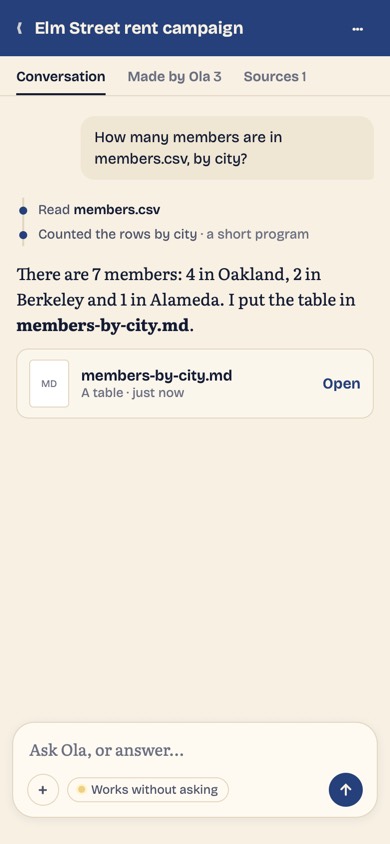 Elm Street rent campaign
Conversation
Made by Ola 3
Sources 1
How many members are in
members.csv, by city?
Read members.csv
Counted the rows by city · a short program
There are 7 members: 4 in Oakland, 2 in
Berkeley and 1 in Alameda. I put the table in
members-by-city.md.
MD
members-by-city.md
A table · just now
Open
Ask Ola, or answer...
Works without asking